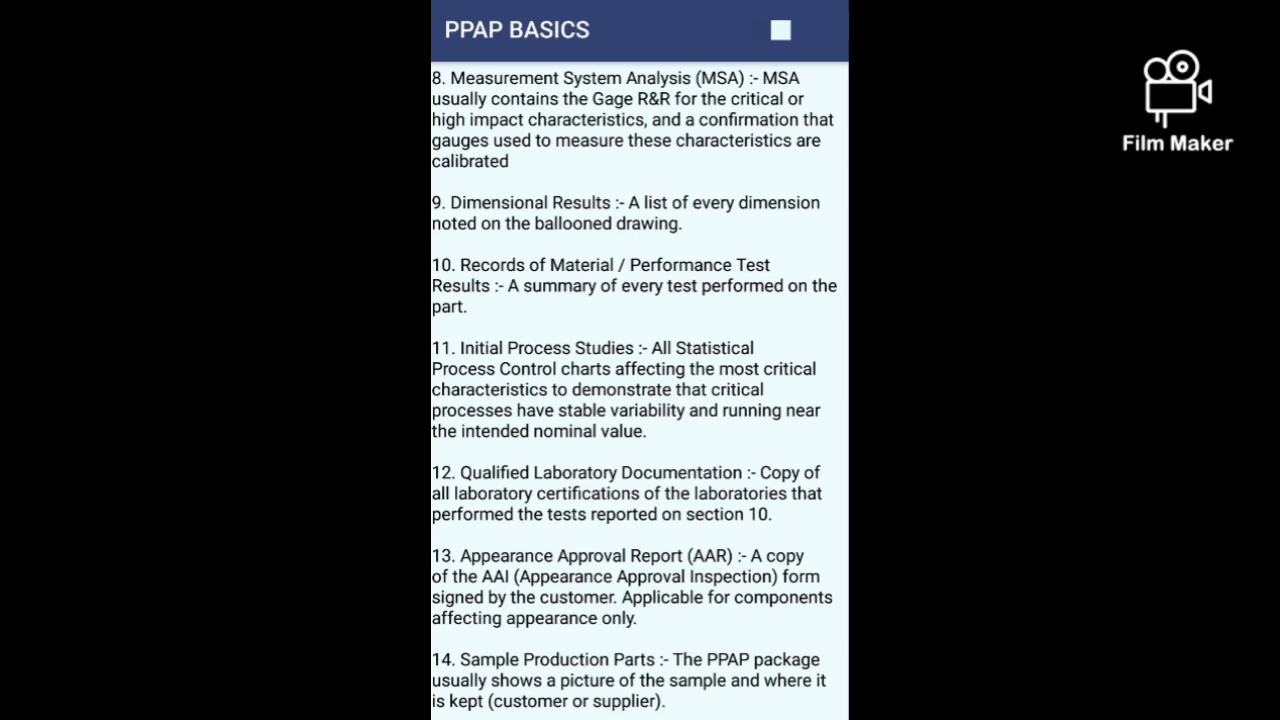 PPAP BASICS
8. Measurement System Analysis (MSA) :- MSA
usually contains the Gage R&R for the critical or
high impact characteristics, and a confirmation that
gauges used to measure these characteristics are
calibrated
9. Dimensional Results :- A list of every dimension
noted on the ballooned drawing.
10. Records of Material / Performance Test
Results :- A summary of every test performed on the
part.
11. Initial Process Studies :- All Statistical
Process Control charts affecting the most critical
characteristics to demonstrate that critical
processes have stable variability and running near
the intended nominal value.
12. Qualified Laboratory Documentation :- Copy of
all laboratory certifications of the laboratories that
performed the tests reported on section 10.
13. Appearance Approval Report (AAR) :- A copy
of the AAI (Appearance Approval Inspection) form
signed by the customer. Applicable for components
affecting appearance only.
14. Sample Production Parts :- The PPAP package
usually shows a picture of the sample and where it
is kept (customer or supplier).
Film Maker